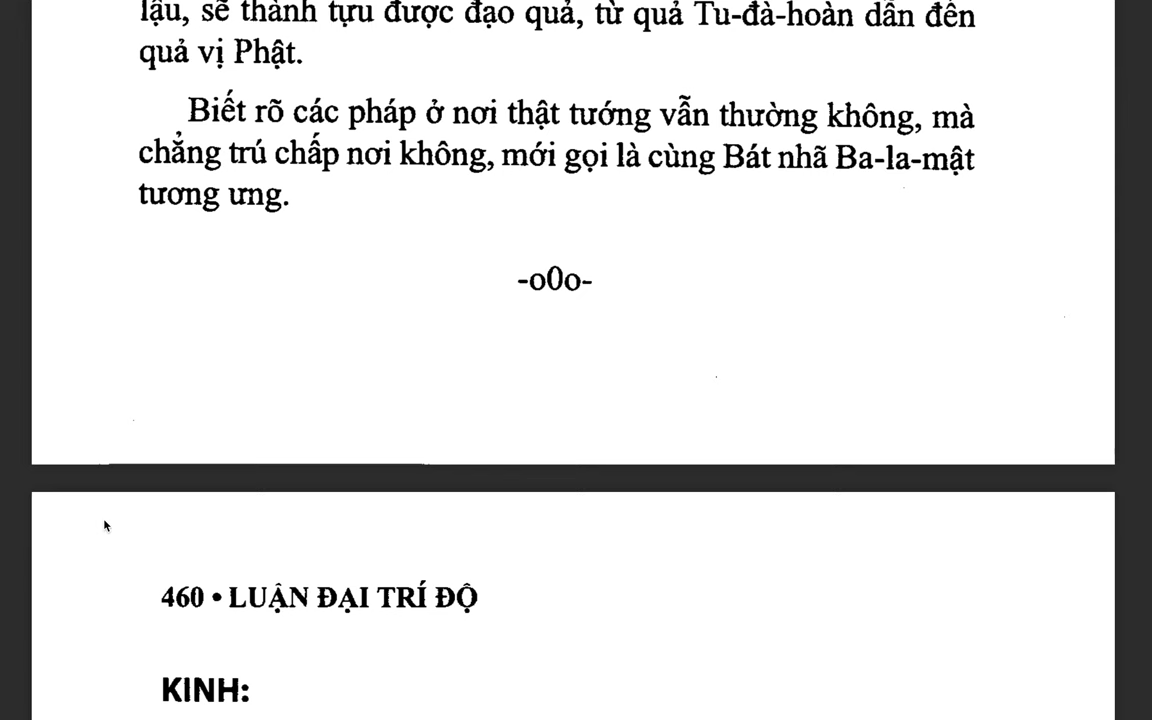 lậu, sẽ thành tựu được đạo quả, từ quả Tu-đà-hoàn dẫn đến
quả vị Phật.
Biết rõ các pháp ở nơi thật tướng vẫn thường không, mà
chẳng trú chấp nơi không, mới gọi là cùng Bát nhã Ba-la-mật
tương ưng.
-o0o-
460 • LUẬN ĐẠI TRÍ ĐỘ
KINH: